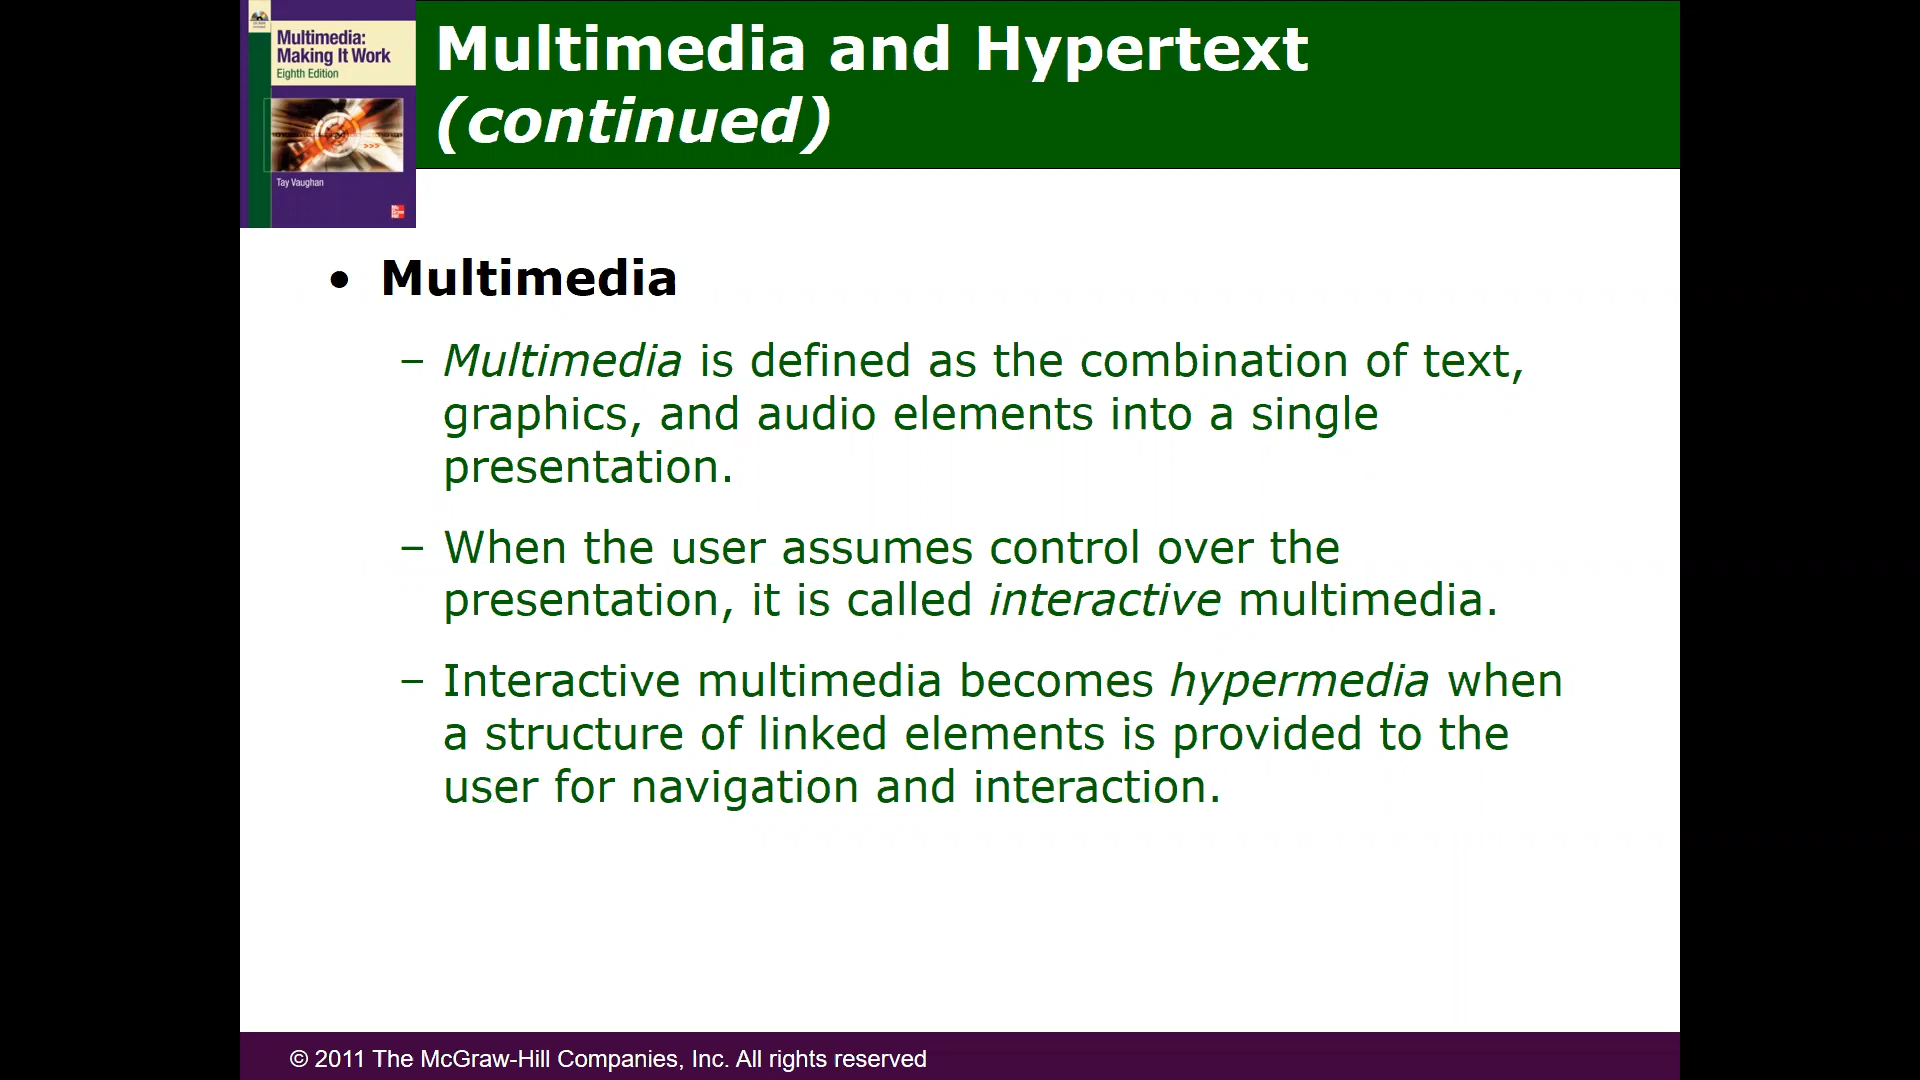 Multimedia:
Making It Work
Eighth Edition
Tay Vaughan
Multimedia and Hypertext
(continued)
• Multimedia
– Multimedia is defined as the combination of text,
graphics, and audio elements into a single
presentation.
– When the user assumes control over the
presentation, it is called interactive multimedia.
– Interactive multimedia becomes hypermedia when
a structure of linked elements is provided to the
user for navigation and interaction.
© 2011 The McGraw-Hill Companies, Inc. All rights reserved